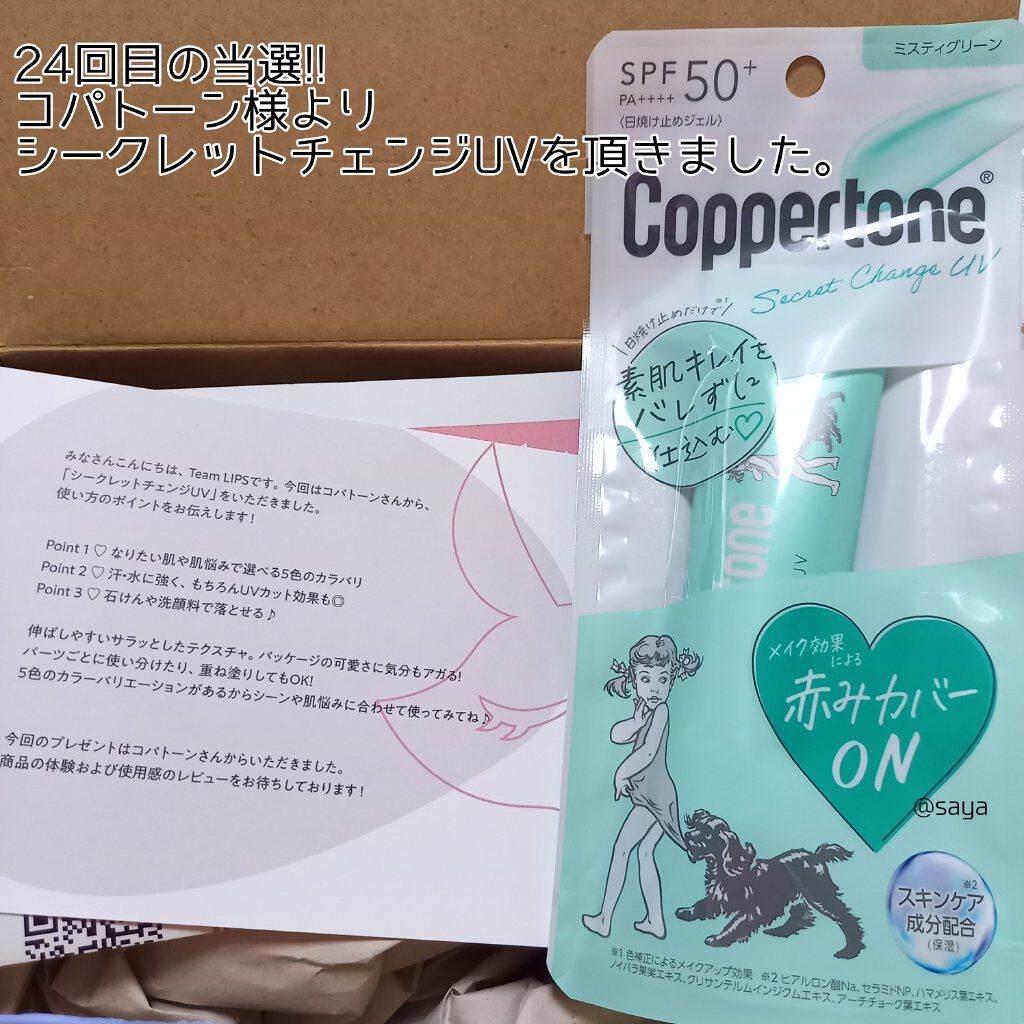 24回目の当選!!
コパトーン様より
シークレットチェンジUVを頂きました。
ミスティグリーン
SPF 50+
PA++++
〈日焼け止めジェル〉
Coppertone®
Secret Change UV
日焼け止めだけで※1
素肌キレイを
バレずに
仕込む♡
tone
みなさんこんにちは、Team LIPSです。今回はコパトーンさんから、
「シークレットチェンジUV」をいただきました。
使い方のポイントをお伝えします！
Point 1 ♡ なりたい肌や肌悩みで選べる5色のカラバリ
Point 2 ♡ 汗・水に強く、もちろんUVカット効果も◎
Point 3 ♡ 石けんや洗顔料で落とせる♪
伸ばしやすいサラッとしたテクスチャ。パッケージの可愛さに気分もアガる!
パーツごとに使い分けたり、重ね塗りしてもOK!
5色のカラーバリエーションがあるからシーンや肌悩みに合わせて使ってみてね♪
今回のプレゼントはコパトーンさんからいただきました。
商品の体験および使用感のレビューをお待ちしております！
メイク効果
による
赤みカバー
ON
@saya
※2
スキンケア
成分配合
(保湿)
※1 色補正によるメイクアップ効果 ※2 ヒアルロン酸Na、セラミドNP、ハマメリス葉エキス、
ノイバラ果実エキス、クリサンテルムインジクムエキス、アーチチョーク葉エキス